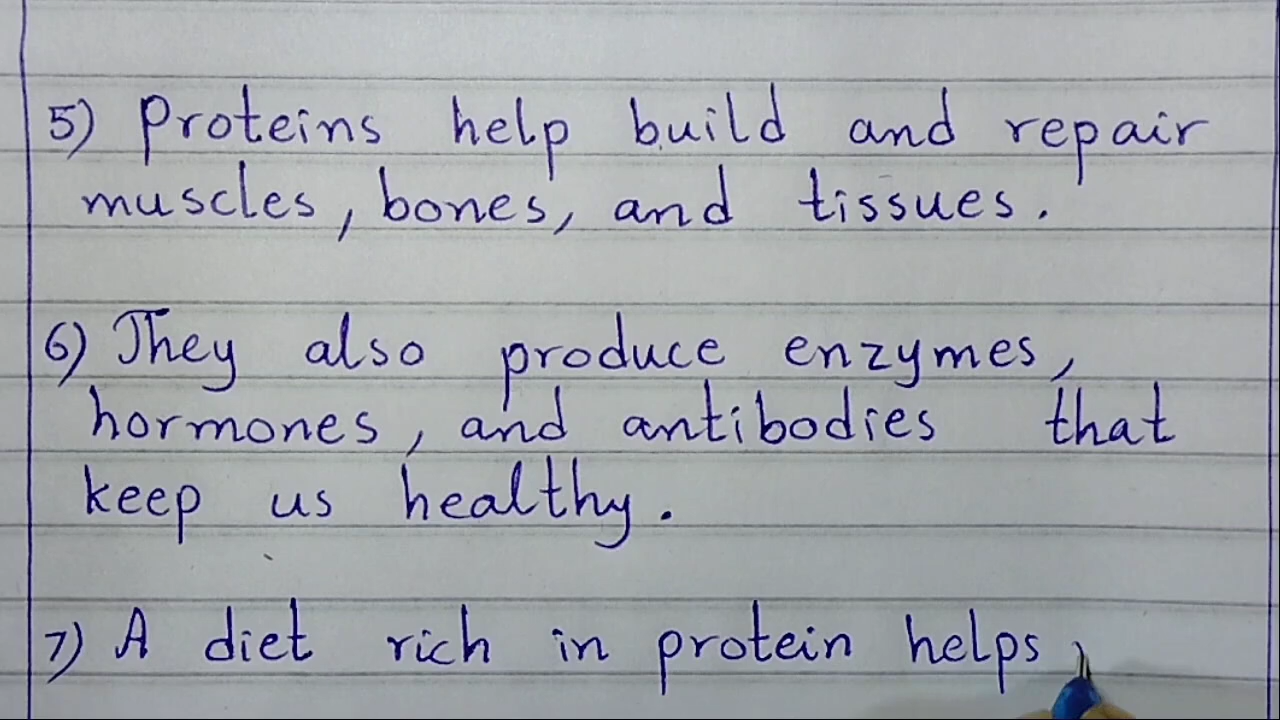 5) Proteins help build and repair
muscles, bones, and tissues.
6) They also produce enzymes,
hormones, and antibodies that
keep us healthy.
7) A diet rich in protein helps